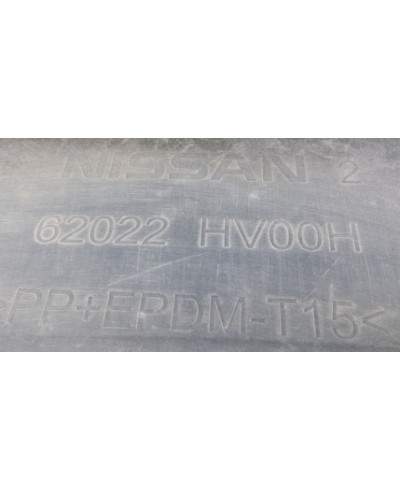 NISSAN 2
62022 HV00H
>PP+EPDM-T15<